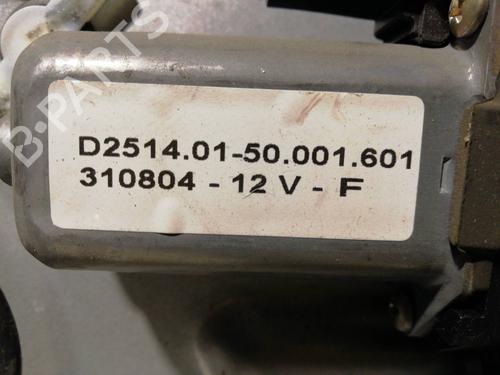 B-PARTS
D2514.01-50.001.601
310804 - 12 V - F